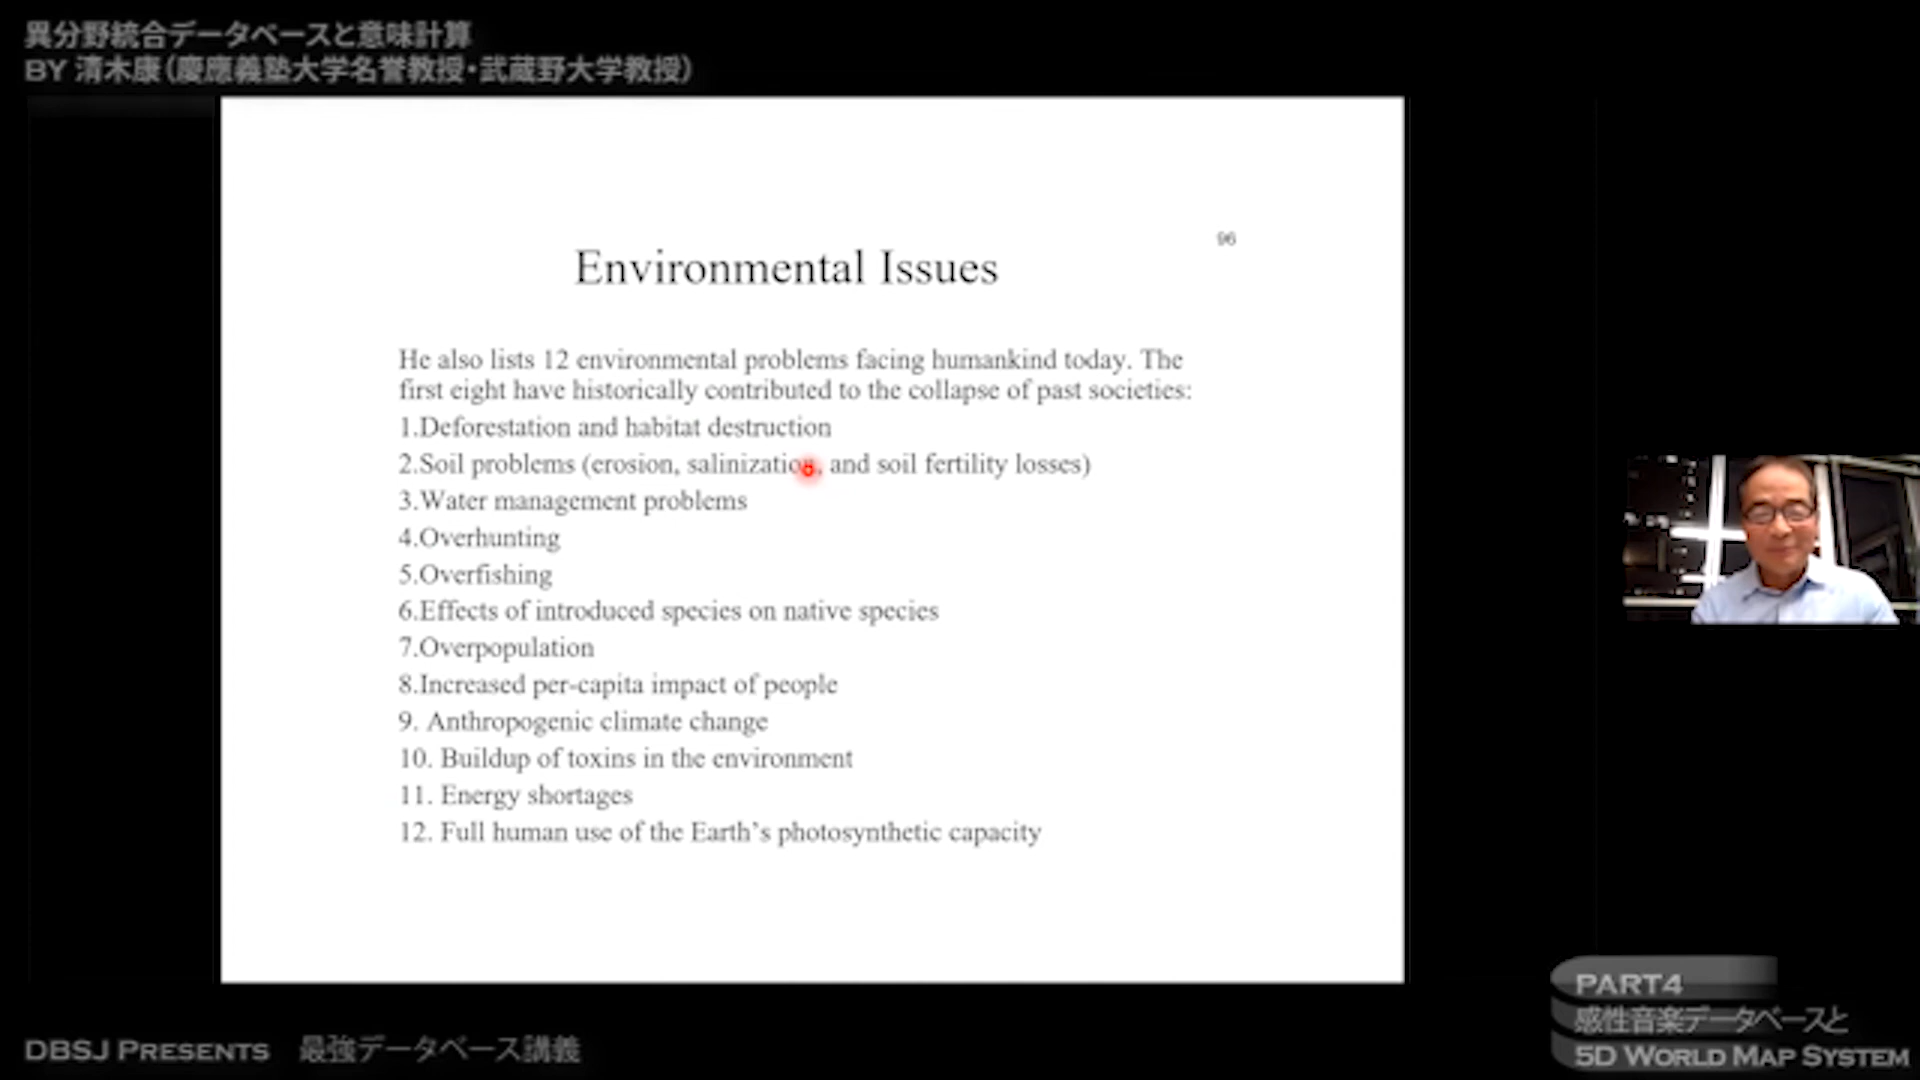 異分野統合データベースと意味計算
BY 清木康（慶應義塾大学名誉教授・武蔵野大学教授）
96
Environmental Issues
He also lists 12 environmental problems facing humankind today. The
first eight have historically contributed to the collapse of past societies:
1.Deforestation and habitat destruction
2.Soil problems (erosion, salinization, and soil fertility losses)
3.Water management problems
4.Overhunting
5.Overfishing
6.Effects of introduced species on native species
7.Overpopulation
8.Increased per-capita impact of people
9. Anthropogenic climate change
10. Buildup of toxins in the environment
11. Energy shortages
12. Full human use of the Earth’s photosynthetic capacity
DBSJ PRESENTS 最強データベース講義
PART4
感性音楽データベースと
5D WORLD MAP SYSTEM